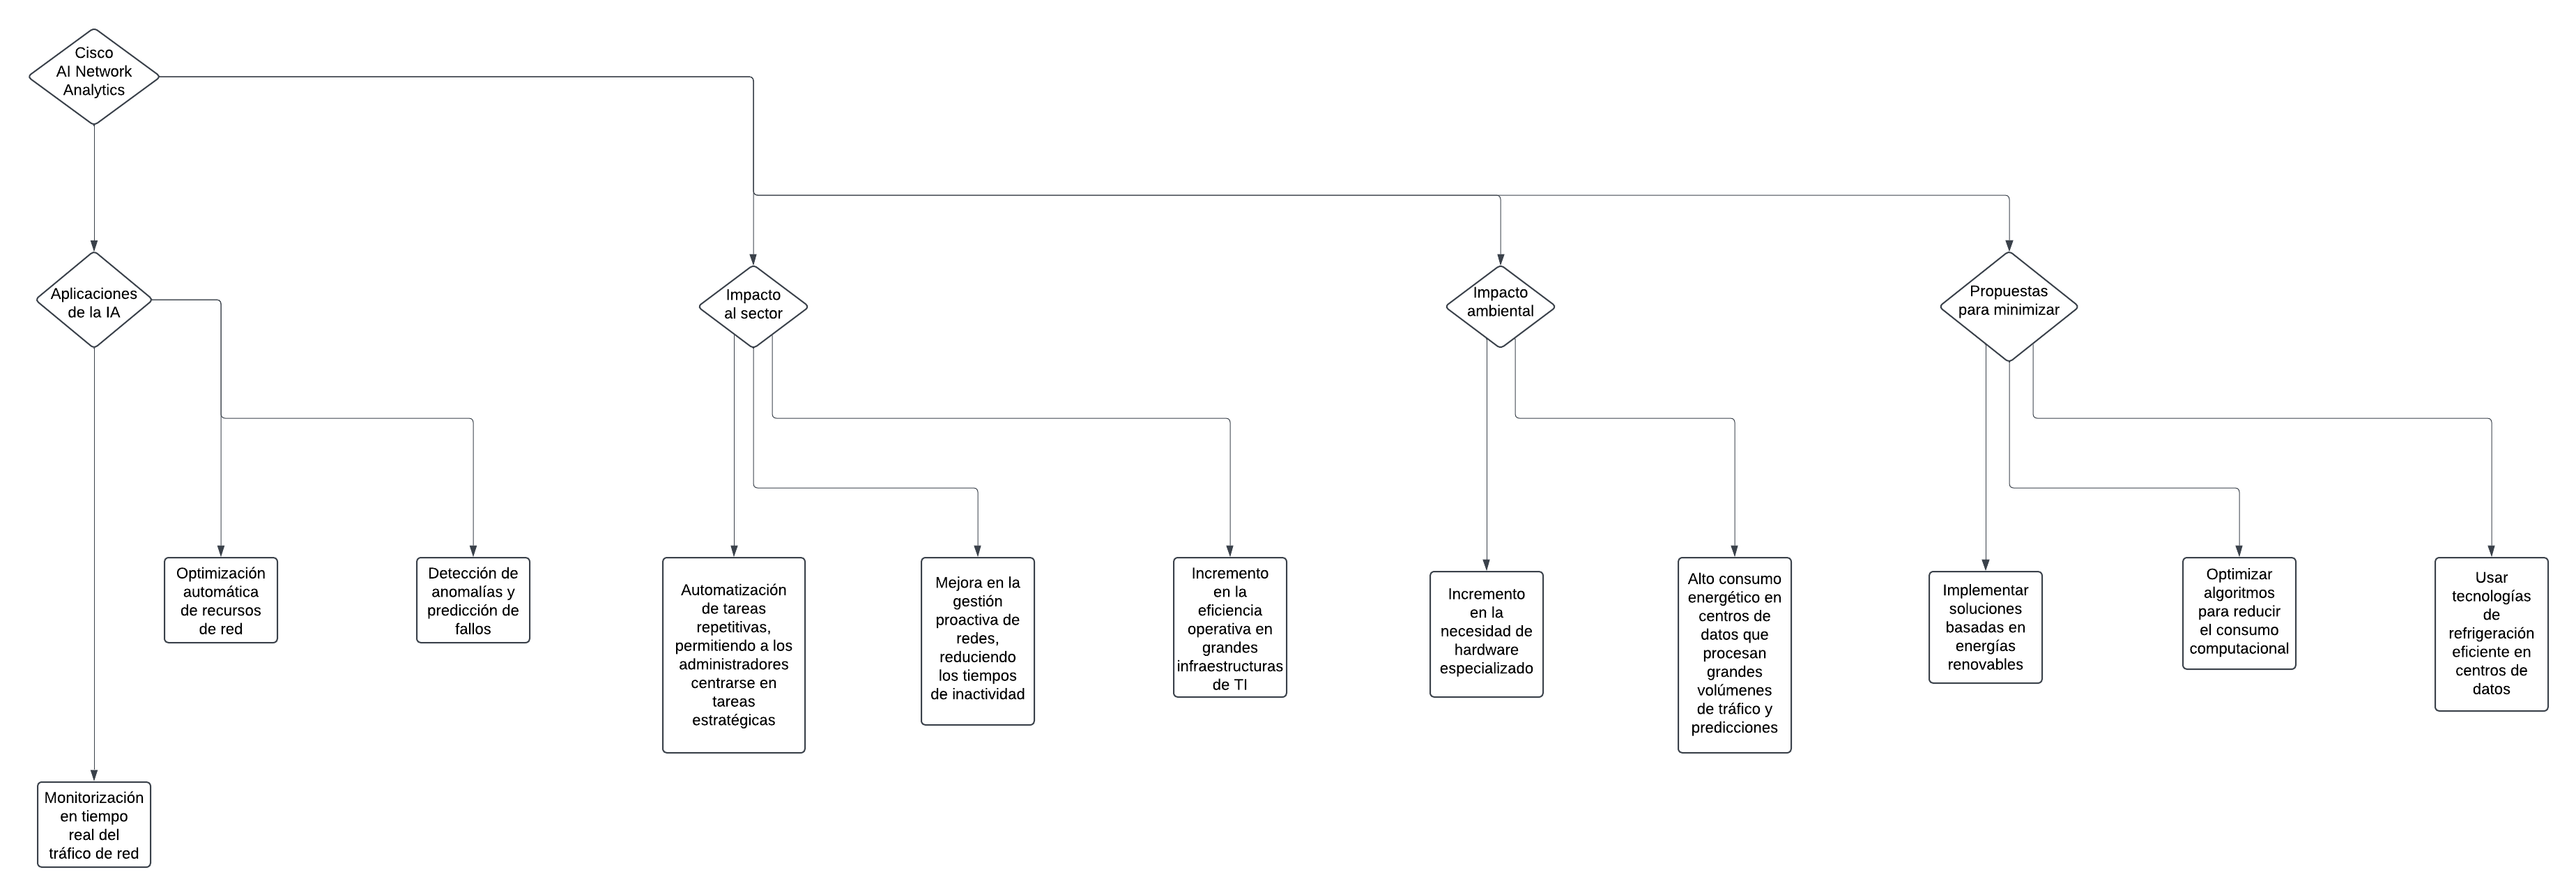 Cisco
AI Network
Analytics
Aplicaciones
de la IA
Impacto
al sector
Impacto
ambiental
Propuestas
para minimizar
Optimización
automática
de recursos
de red
Detección de
anomalías y
predicción de
fallos
Automatización
de tareas
repetitivas,
permitiendo a los
administradores
centrarse en
tareas
estratégicas
Mejora en la
gestión
proactiva de
redes,
reduciendo
los tiempos
de inactividad
Incremento
en la
eficiencia
operativa en
grandes
infraestructuras
de TI
Incremento
en la
necesidad de
hardware
especializado
Alto consumo
energético en
centros de
datos que
procesan
grandes
volúmenes
de tráfico y
predicciones
Implementar
soluciones
basadas en
energías
renovables
Optimizar
algoritmos
para reducir
el consumo
computacional
Usar
tecnologías
de
refrigeración
eficiente en
centros de
datos
Monitorización
en tiempo
real del
tráfico de red